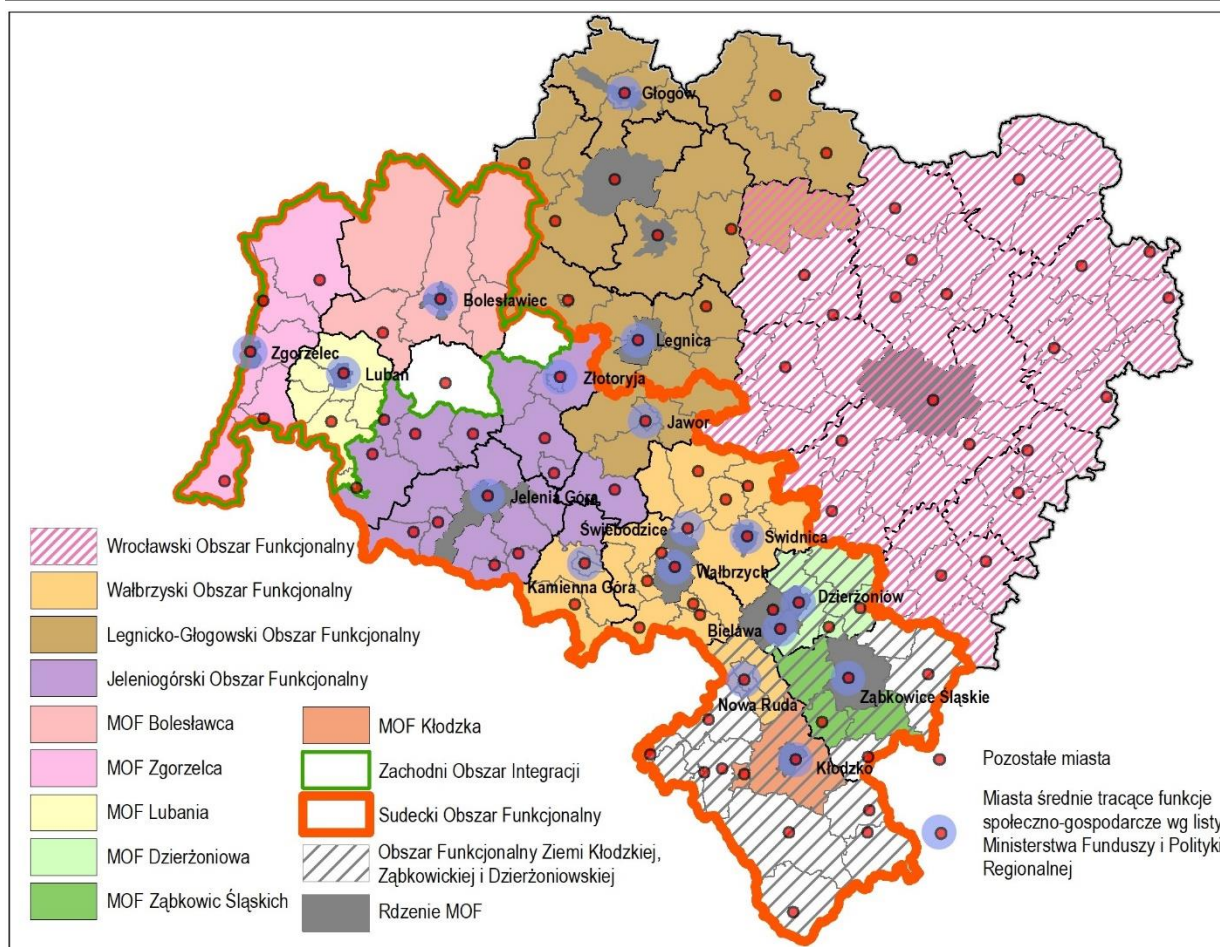 Głogów
Bolesławiec
Legnica
Zgorzelec
Lubań
Złotoryja
Jawor
Jelenia Góra
Świebodzice
Świdnica
Wałbrzych
Kamienna Góra
Dzierżoniów
Bielawa
Nowa Ruda
Ząbkowice Śląskie
Kłodzko
Wrocławski Obszar Funkcjonalny
Wałbrzyski Obszar Funkcjonalny
Legnicko-Głogowski Obszar Funkcjonalny
Jeleniogórski Obszar Funkcjonalny
MOF Bolesławca
MOF Zgorzelca
MOF Lubania
MOF Dzierżoniowa
MOF Ząbkowic Śląskich
MOF Kłodzka
Zachodni Obszar Integracji
Sudecki Obszar Funkcjonalny
Obszar Funkcjonalny Ziemi Kłodzkiej,
Ząbkowickiej i Dzierżoniowskiej
Rdzenie MOF
Pozostałe miasta
Miasta średnie tracące funkcje
społeczno-gospodarcze wg listy
Ministerstwa Funduszy i Polityki
Regionalnej